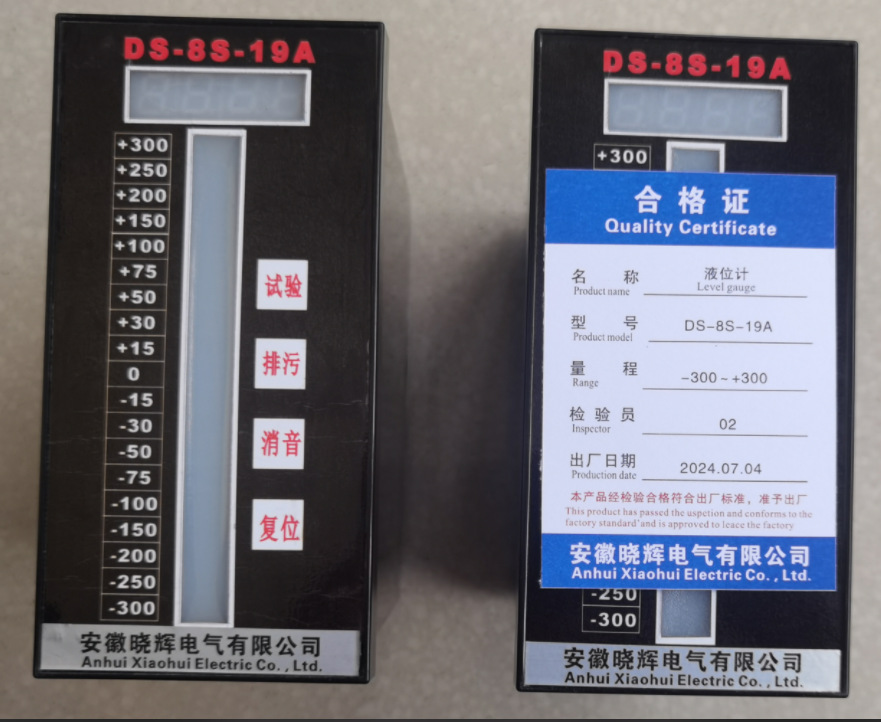 DS-8S-19A
+300
+250
+200
+150
+100
+75
+50
+30
+15
0
-15
-30
-50
-75
-100
-150
-200
-250
-300
试验
排污
消音
复位
安徽晓辉电气有限公司
Anhui Xiaohui Electric Co., Ltd.
DS-8S-19A
+300
合格证
Quality Certificate
名 称 液位计
Product name Level gauge
型 号 DS-8S-19A
Product model
量 程 -300~+300
Range
检验员 02
Inspector
出厂日期 2024.07.04
Production date
本产品经检验合格符合出厂标准，准予出厂
This product has passed the uspction and conforms to the
factory standard'and is approved to leace the factory
安徽晓辉电气有限公司
Anhui Xiaohui Electric Co., Ltd.
-250
-300
安徽晓辉电气有限公司
Anhui Xiaohui Electric Co., Ltd.